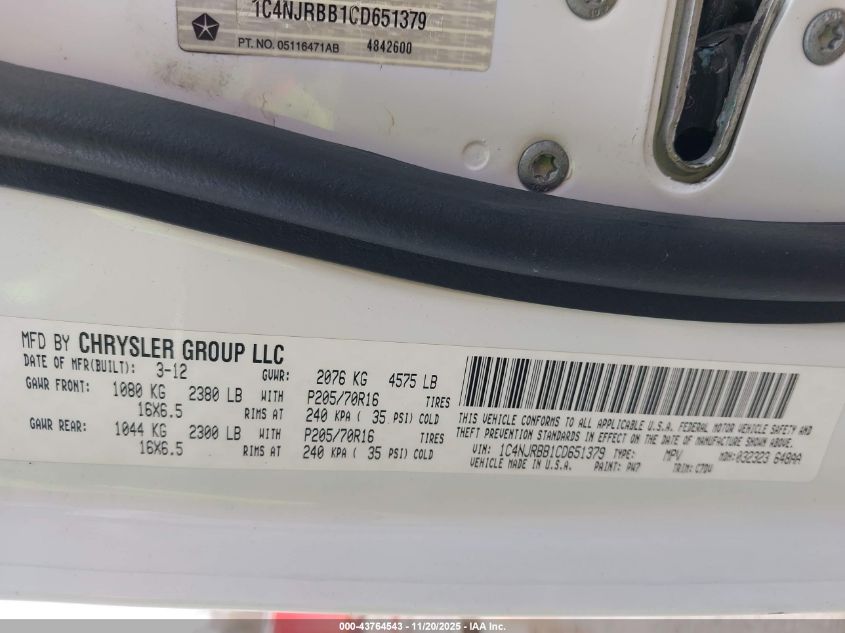 1C4NJRBB1CD651379
PT. NO. 05116471AB 4842600
MFD BY CHRYSLER GROUP LLC
DATE OF MFR(BUILT): 3-12 GVWR: 2076 KG 4575 LB
GAWR FRONT: 1080 KG 2380 LB WITH P205/70R16 TIRES
16X6.5 RIMS AT 240 KPA ( 35 PSI) COLD
GAWR REAR: 1044 KG 2300 LB WITH P205/70R16 TIRES
16X6.5 RIMS AT 240 KPA ( 35 PSI) COLD
THIS VEHICLE CONFORMS TO ALL APPLICABLE U.S.A. FEDERAL MOTOR VEHICLE SAFETY AND
THEFT PREVENTION STANDARDS IN EFFECT ON THE DATE OF MANUFACTURE SHOWN ABOVE.
VIN: 1C4NJRBB1CD651379 TYPE: MPV MDH: 032323 648AA
VEHICLE MADE IN U.S.A. PAINT: PW7 TRIM: C7DV
000-43764543 - 11/20/2025 - IAA Inc.